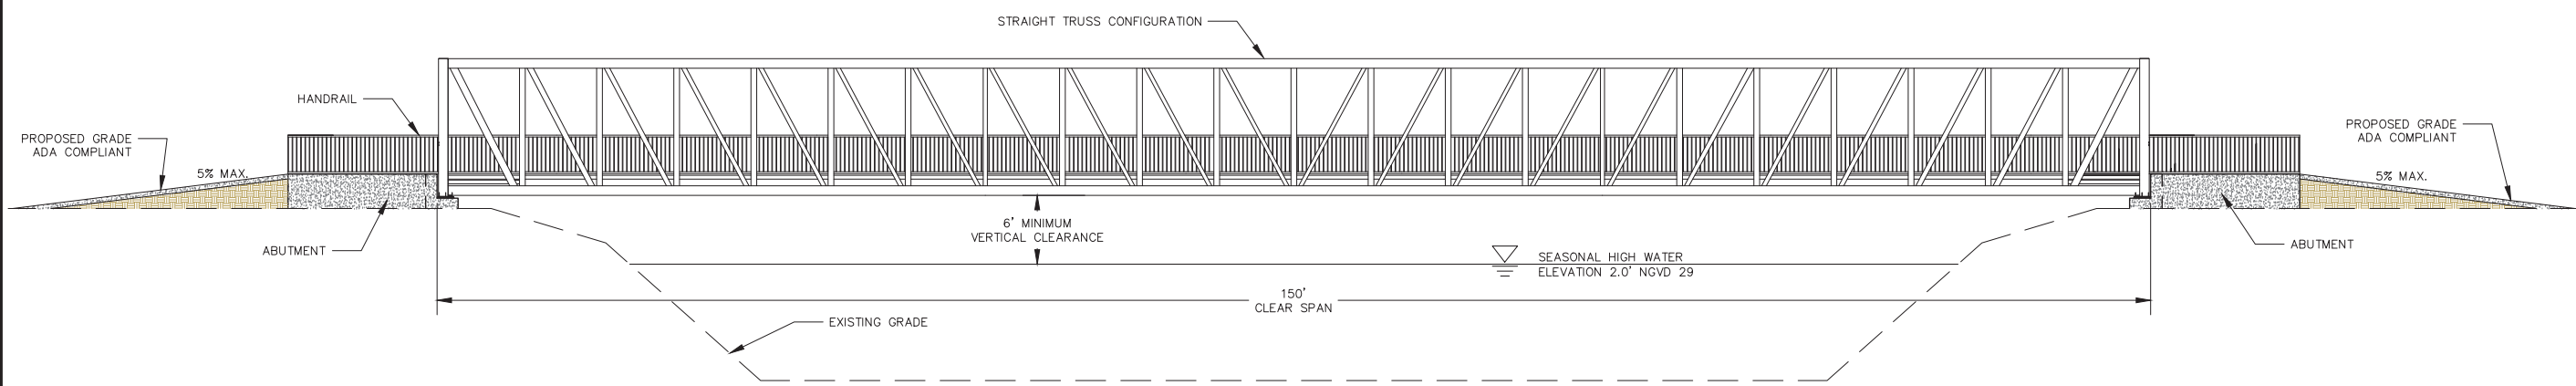 STRAIGHT TRUSS CONFIGURATION
HANDRAIL
PROPOSED GRADE
ADA COMPLIANT
5% MAX.
ABUTMENT
6' MINIMUM
VERTICAL CLEARANCE
SEASONAL HIGH WATER
ELEVATION 2.0' NGVD 29
150'
CLEAR SPAN
EXISTING GRADE
PROPOSED GRADE
ADA COMPLIANT
5% MAX.
ABUTMENT